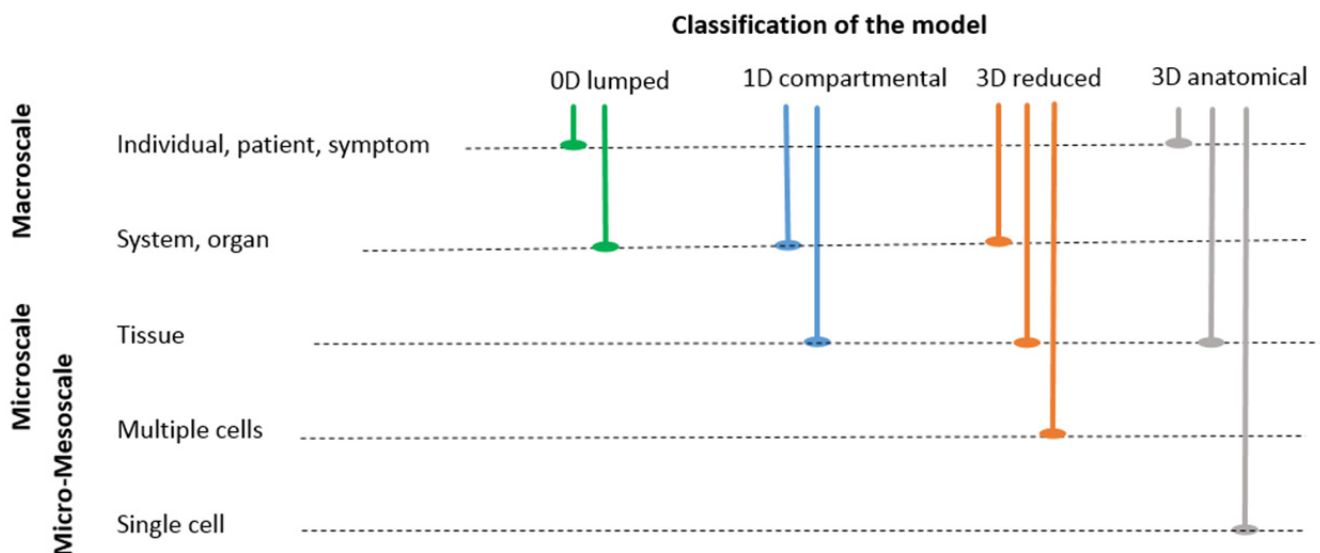 Classification of the model
0D lumped
1D compartmental
3D reduced
3D anatomical
Macroscale
Individual, patient, symptom
System, organ
Microscale
Tissue
Micro-Mesoscale
Multiple cells
Single cell